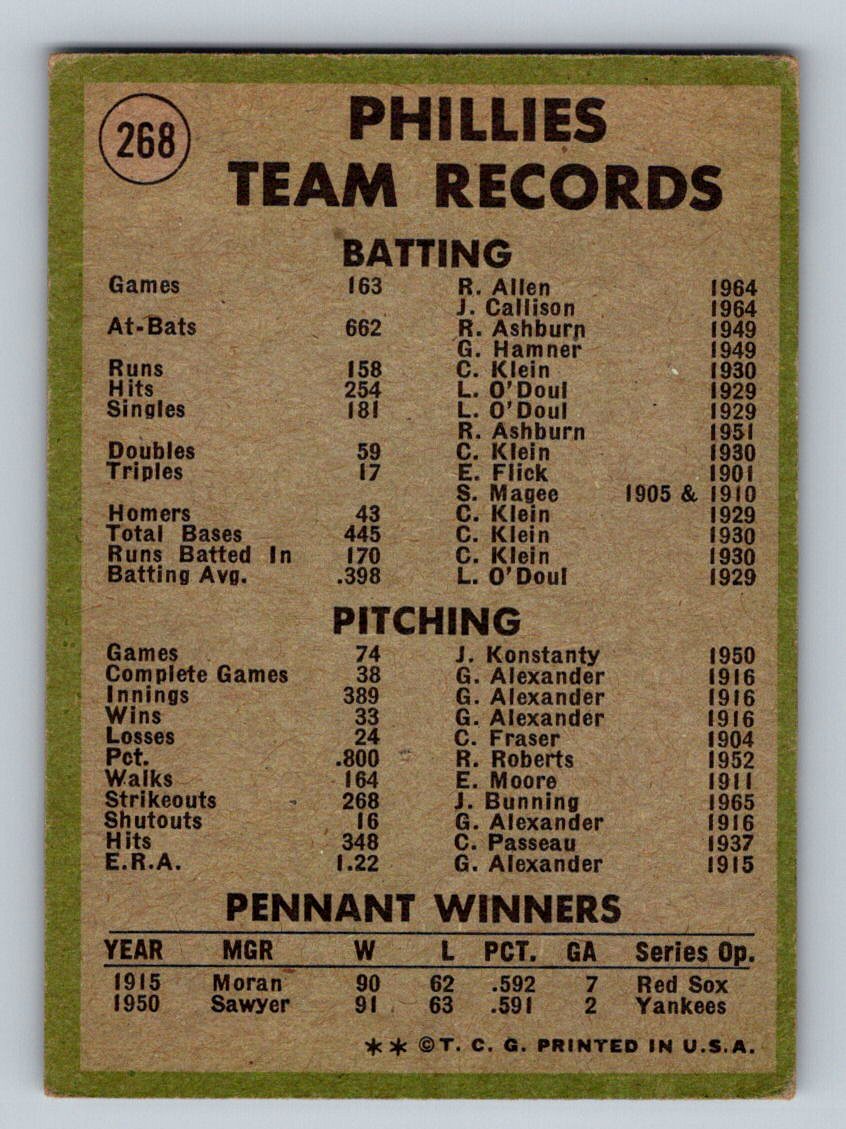 268
PHILLIES
TEAM RECORDS
BATTING
Games 163 R. Allen 1964
J. Callison 1964
At-Bats 662 R. Ashburn 1949
G. Hamner 1949
Runs 158 C. Klein 1930
Hits 254 L. O'Doul 1929
Singles 181 L. O'Doul 1929
R. Ashburn 1951
Doubles 59 C. Klein 1930
Triples 17 E. Flick 1901
S. Magee 1905 & 1910
Homers 43 C. Klein 1929
Total Bases 445 C. Klein 1930
Runs Batted In 170 C. Klein 1930
Batting Avg. .398 L. O'Doul 1929
PITCHING
Games 74 J. Konstanty 1950
Complete Games 38 G. Alexander 1916
Innings 389 G. Alexander 1916
Wins 33 G. Alexander 1916
Losses 24 C. Fraser 1904
Pct. .800 R. Roberts 1952
Walks 164 E. Moore 1911
Strikeouts 268 J. Bunning 1965
Shutouts 16 G. Alexander 1916
Hits 348 C. Passeau 1937
E.R.A. 1.22 G. Alexander 1915
PENNANT WINNERS
YEAR MGR W L PCT. GA Series Op.
1915 Moran 90 62 .592 7 Red Sox
1950 Sawyer 91 63 .591 2 Yankees
** ©T. C. G. PRINTED IN U.S.A.